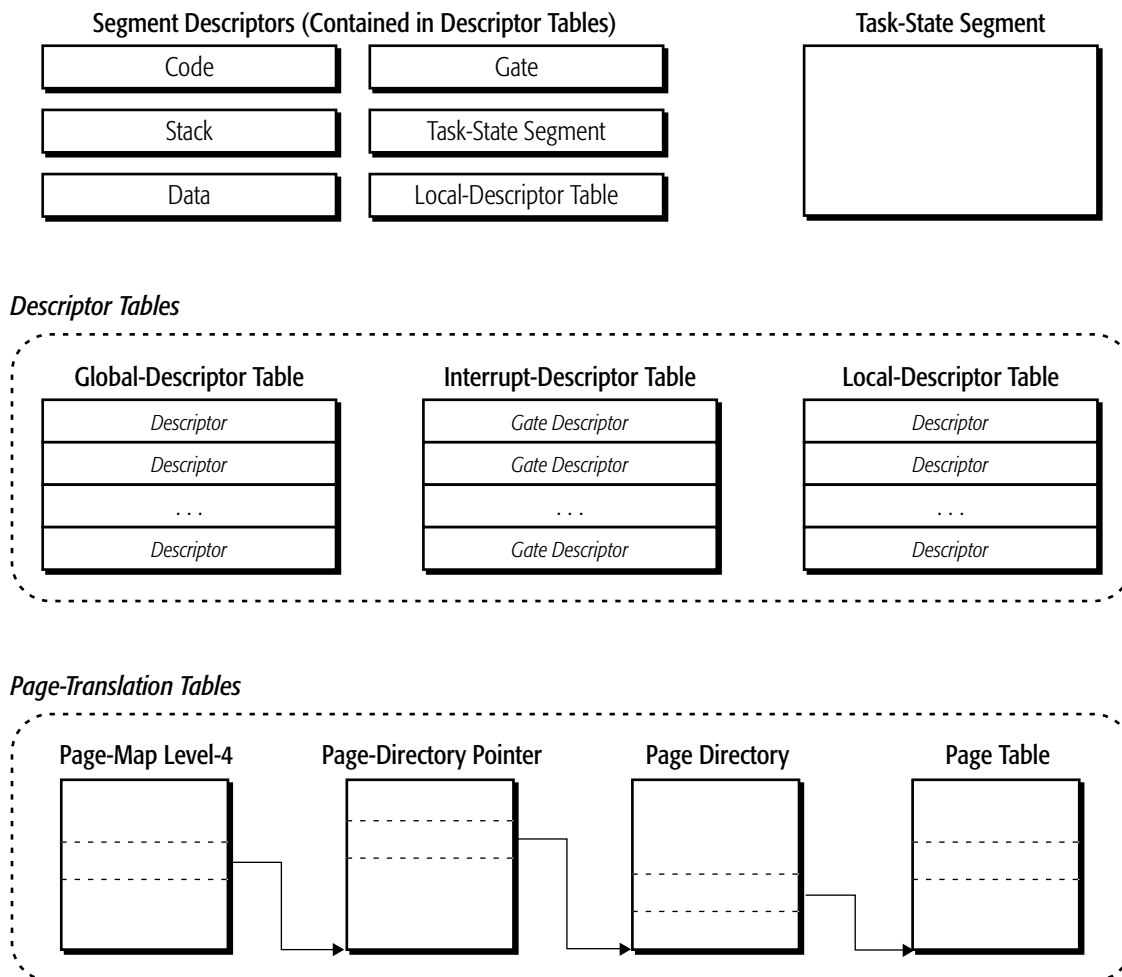 Segment Descriptors (Contained in Descriptor Tables)
Task-State Segment
Code
Gate
Stack
Task-State Segment
Data
Local-Descriptor Table
Descriptor Tables
Global-Descriptor Table
Interrupt-Descriptor Table
Local-Descriptor Table
Descriptor
Gate Descriptor
Descriptor
Descriptor
Gate Descriptor
Descriptor
. . .
. . .
. . .
Descriptor
Gate Descriptor
Descriptor
Page-Translation Tables
Page-Map Level-4
Page-Directory Pointer
Page Directory
Page Table